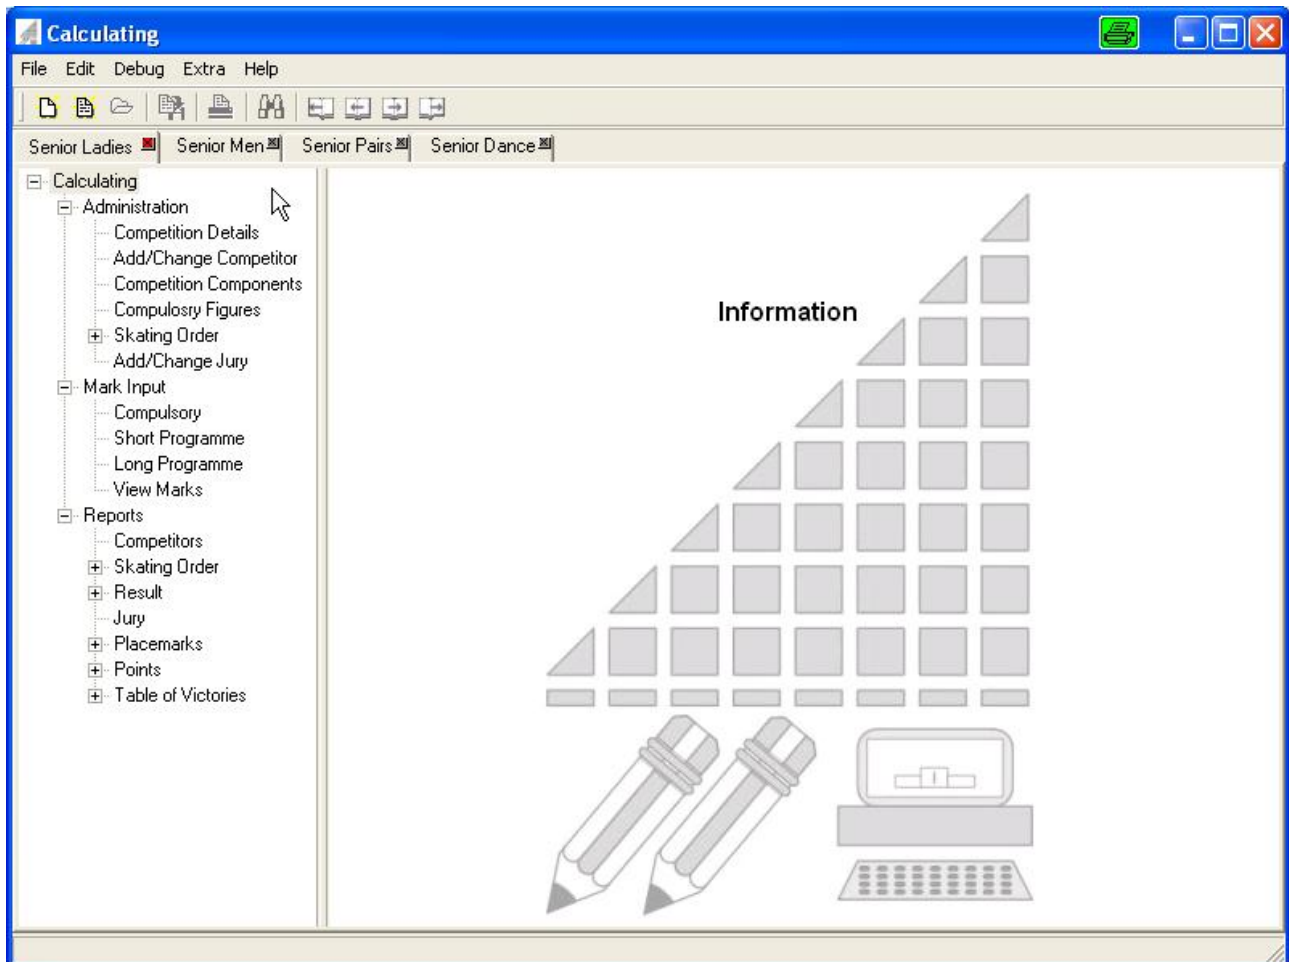 Calculating
File Edit Debug Extra Help
Senior Ladies Senior Men Senior Pairs Senior Dance
Calculating
Administration
Competition Details
Add/Change Competitor
Competition Components
Compulosry Figures
Skating Order
Add/Change Jury
Mark Input
Compulsory
Short Programme
Long Programme
View Marks
Reports
Competitors
Skating Order
Result
Jury
Placemarks
Points
Table of Victories
Information